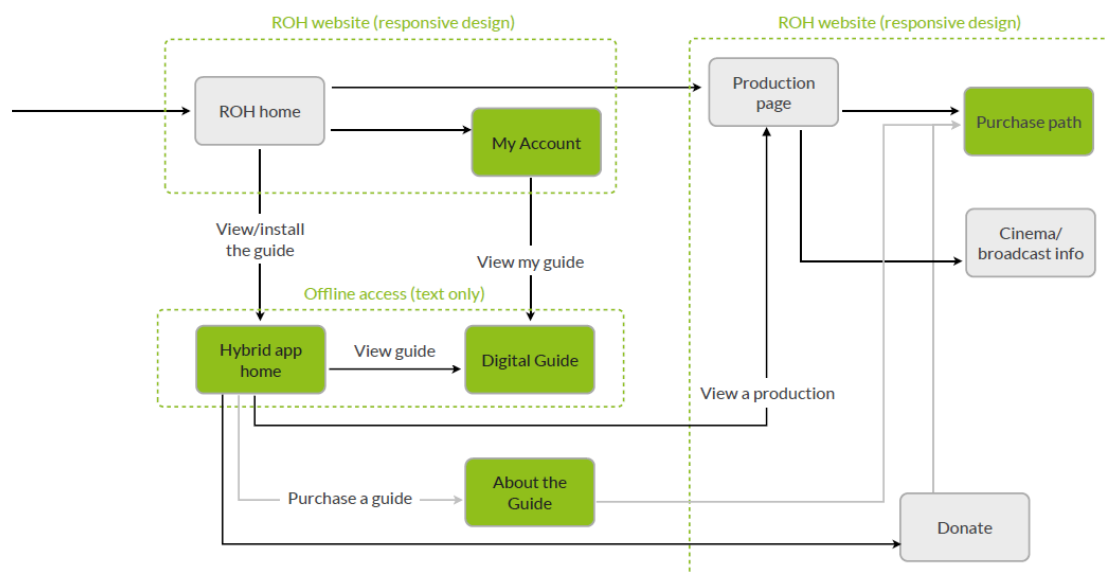 ROH website (responsive design)
ROH website (responsive design)
ROH home
My Account
Production
page
Purchase path
View/install
the guide
View my guide
Cinema/
broadcast info
Offline access (text only)
Hybrid app
home
View guide
Digital Guide
View a production
Purchase a guide
About the
Guide
Donate